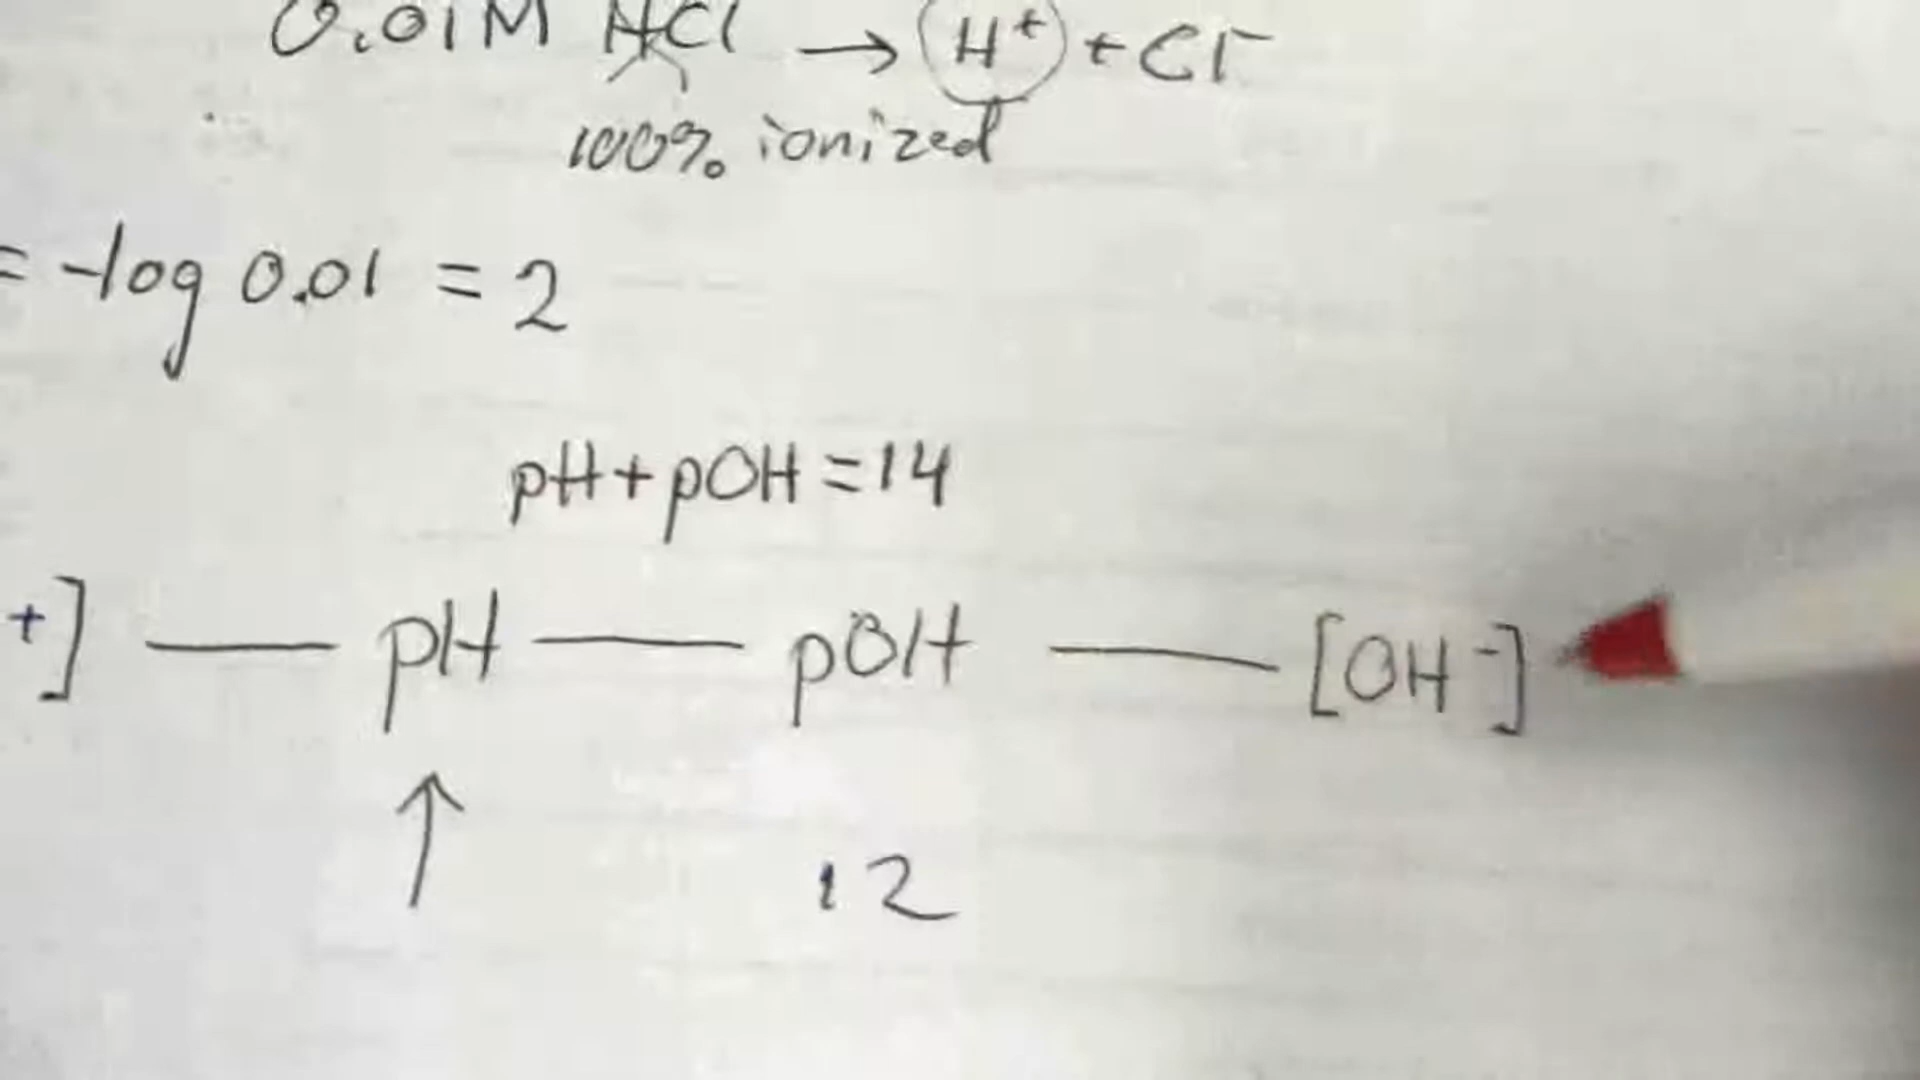 0.01M HCl → H⁺ + Cl⁻
100% ionized
= -log 0.01 = 2
pH + pOH = 14
⁺] — pH — pOH — [OH⁻]
↑ 12